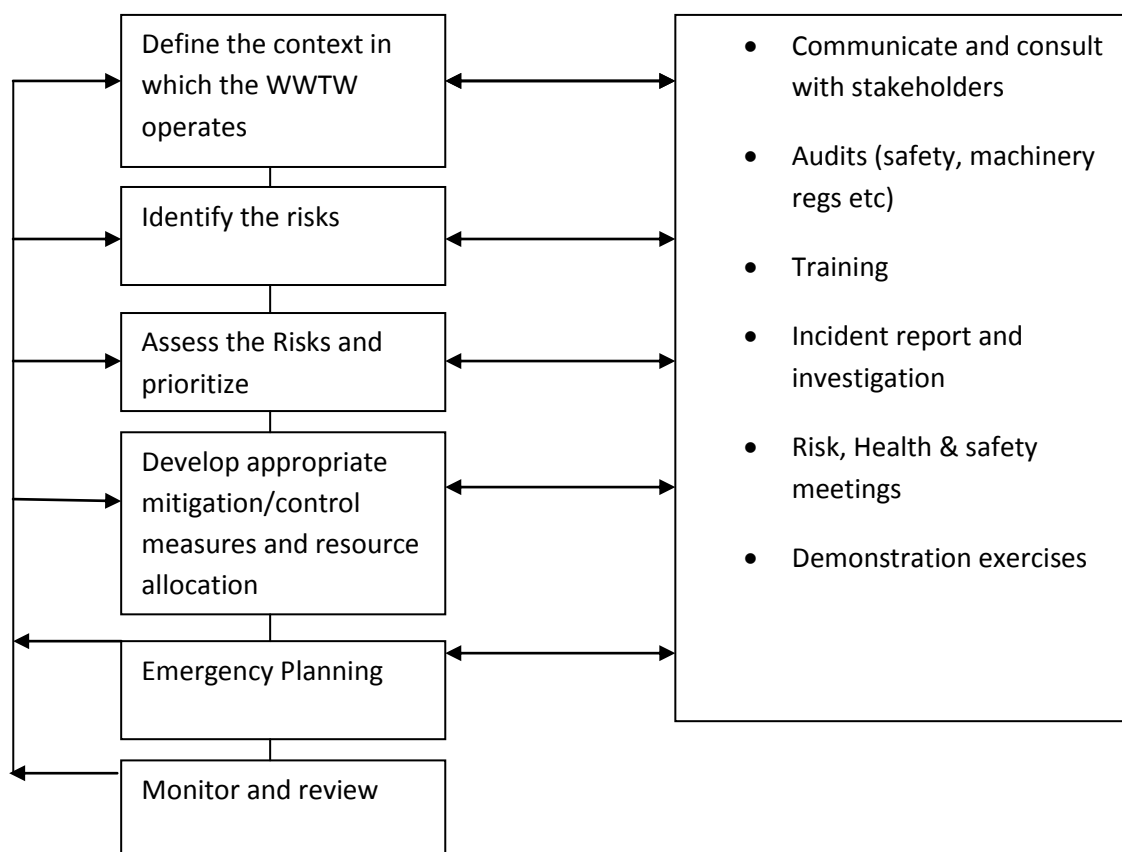 Define the context in
which the WWTW
operates
Identify the risks
Assess the Risks and
prioritize
Develop appropriate
mitigation/control
measures and resource
allocation
Emergency Planning
Monitor and review
• Communicate and consult
with stakeholders
• Audits (safety, machinery
regs etc)
• Training
• Incident report and
investigation
• Risk, Health & safety
meetings
• Demonstration exercises